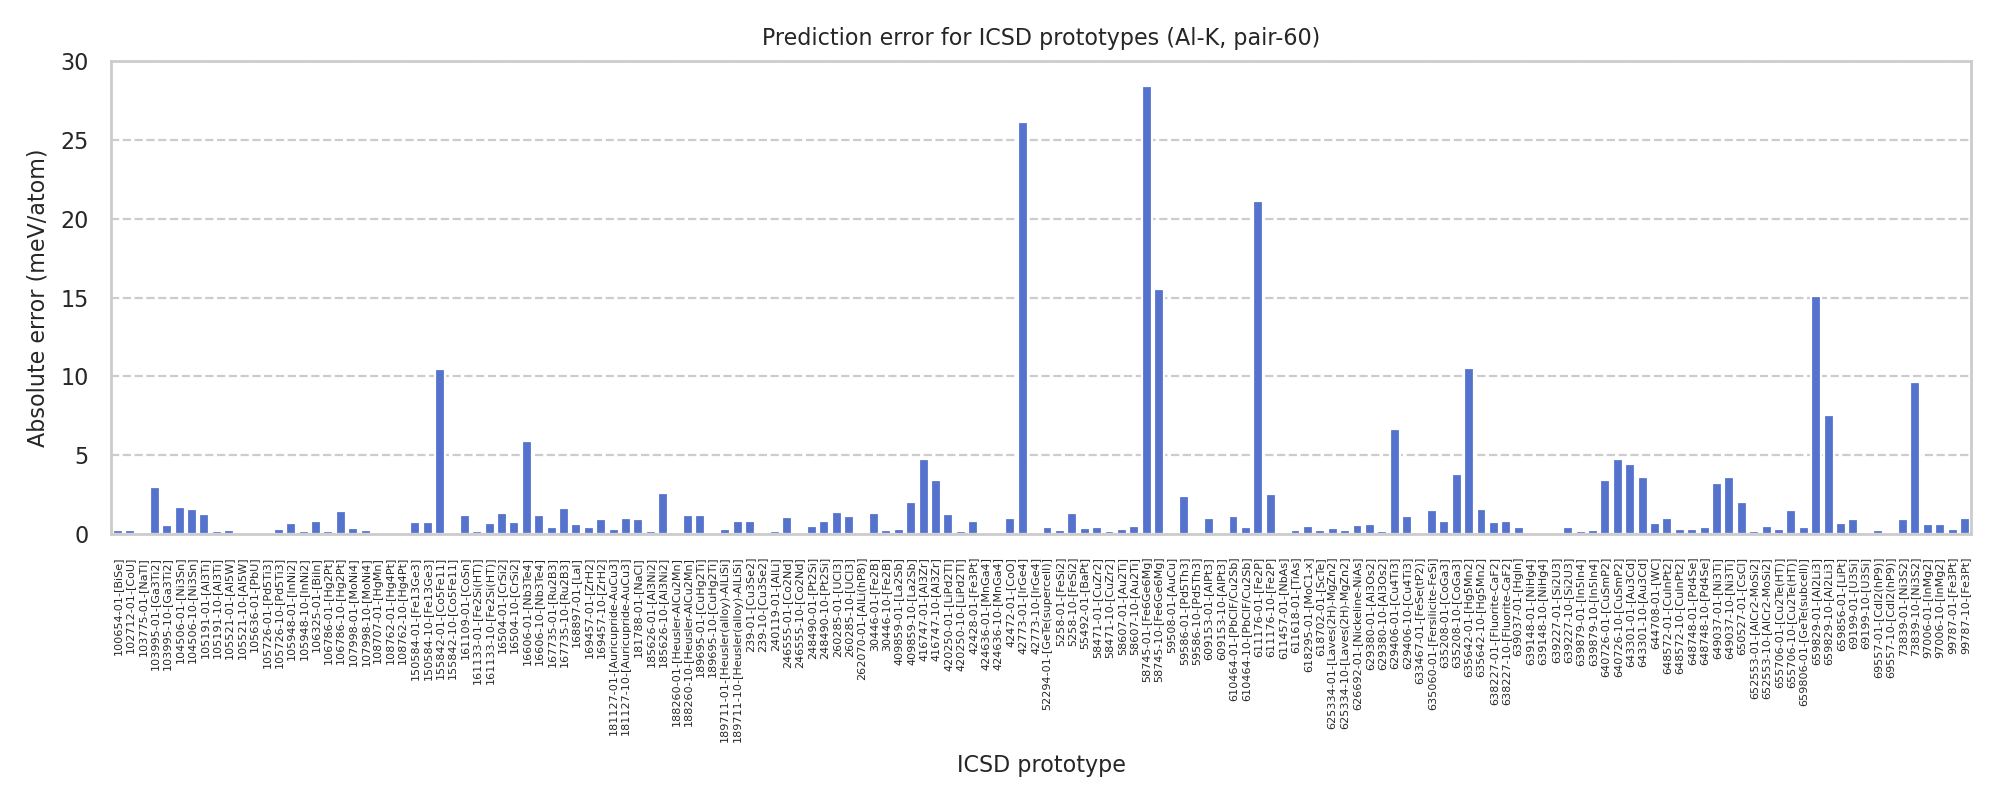 Prediction error for ICSD prototypes (Al-K, pair-60)
Absolute error (meV/atom)
30
25
20
15
10
5
0
100654-01-[BiSe]
102712-01-[CoU]
103775-01-[NaTl]
103995-01-[Ga3Ti2]
103995-10-[Ga3Ti2]
104506-01-[Ni3Sn]
104506-10-[Ni3Sn]
105191-01-[Al3Ti]
105191-10-[Al3Ti]
105521-01-[Al5W]
105521-10-[Al5W]
105636-01-[PbU]
105726-01-[Pd5Ti3]
105726-10-[Pd5Ti3]
105948-01-[InNi2]
105948-10-[InNi2]
106325-01-[BiIn]
106786-01-[Hg2Pt]
106786-10-[Hg2Pt]
107998-01-[MoNi4]
107998-10-[MoNi4]
108707-01-[HgMn]
108762-01-[Hg4Pt]
108762-10-[Hg4Pt]
150584-01-[Fe13Ge3]
150584-10-[Fe13Ge3]
155842-01-[Co5Fe11]
155842-10-[Co5Fe11]
161109-01-[CoSn]
161133-01-[Fe2Si(HT)]
161133-10-[Fe2Si(HT)]
16504-01-[CrSi2]
16504-10-[CrSi2]
16606-01-[Nb3Te4]
16606-10-[Nb3Te4]
167735-01-[Ru2B3]
167735-10-[Ru2B3]
168897-01-[LaI]
169457-01-[ZrH2]
169457-10-[ZrH2]
181127-01-[Auricupride-AuCu3]
181127-10-[Auricupride-AuCu3]
181788-01-[NaCl]
185626-01-[Al3Ni2]
185626-10-[Al3Ni2]
188260-01-[Heusler-AlCu2Mn]
188260-10-[Heusler-AlCu2Mn]
189695-01-[CuHg2Ti]
189695-10-[CuHg2Ti]
189711-01-[Heusler(alloy)-AlLiSi]
189711-10-[Heusler(alloy)-AlLiSi]
239-01-[Cu3Se2]
239-10-[Cu3Se2]
240119-01-[AlLi]
246555-01-[Co2Nd]
246555-10-[Co2Nd]
248490-01-[Pt2Si]
248490-10-[Pt2Si]
260285-01-[UCl3]
260285-10-[UCl3]
262070-01-[AlLi(hP8)]
30446-01-[Fe2B]
30446-10-[Fe2B]
409859-01-[La2Sb]
409859-10-[La2Sb]
416747-01-[Al3Zr]
416747-10-[Al3Zr]
420250-01-[LiPd2Tl]
420250-10-[LiPd2Tl]
42428-01-[Fe3Pt]
424636-01-[MnGa4]
424636-10-[MnGa4]
42472-01-[CoO]
42773-01-[IrGe4]
42773-10-[IrGe4]
52294-01-[GeTe(supercell)]
5258-01-[FeSi2]
5258-10-[FeSi2]
55492-01-[BaPt]
58471-01-[CuZr2]
58471-10-[CuZr2]
58607-01-[Au2Ti]
58607-10-[Au2Ti]
58745-01-[Fe6Ge6Mg]
58745-10-[Fe6Ge6Mg]
59508-01-[AuCu]
59586-01-[Pd5Th3]
59586-10-[Pd5Th3]
609153-01-[AlPt3]
609153-10-[AlPt3]
610464-01-[PbClF/Cu2Sb]
610464-10-[PbClF/Cu2Sb]
611176-01-[Fe2P]
611176-10-[Fe2P]
611457-01-[NbAs]
611618-01-[TiAs]
618295-01-[MoC1-x]
618702-01-[ScTe]
625334-01-[Laves(2H)-MgZn2]
625334-10-[Laves(2H)-MgZn2]
626692-01-[Nickeline-NiAs]
629380-01-[Al3Os2]
629380-10-[Al3Os2]
629406-01-[Cu4Ti3]
629406-10-[Cu4Ti3]
633467-01-[FeSe(tP2)]
635060-01-[Fersilicite-FeSi]
635208-01-[CoGa3]
635208-10-[CoGa3]
635642-01-[Hg5Mn2]
635642-10-[Hg5Mn2]
638227-01-[Fluorite-CaF2]
638227-10-[Fluorite-CaF2]
639037-01-[HgIn]
639148-01-[NiHg4]
639148-10-[NiHg4]
639227-01-[Si2U3]
639227-10-[Si2U3]
639879-01-[In5In4]
639879-10-[In5In4]
640726-01-[CuSmP2]
640726-10-[CuSmP2]
643301-01-[Au3Cd]
643301-10-[Au3Cd]
644708-01-[WC]
648572-01-[CuInPt2]
648572-10-[CuInPt2]
648748-01-[Pd4Se]
648748-10-[Pd4Se]
649037-01-[Ni3Ti]
649037-10-[Ni3Ti]
650527-01-[CsCl]
652553-01-[AlCr2-MoSi2]
652553-10-[AlCr2-MoSi2]
655706-01-[Cu2Te(HT)]
655706-10-[Cu2Te(HT)]
659806-01-[GeTe(subcell)]
659829-01-[Al2Li3]
659829-10-[Al2Li3]
659856-01-[LiPt]
69199-01-[U3Si]
69199-10-[U3Si]
69557-01-[CdI2(hP9)]
69557-10-[CdI2(hP9)]
73839-01-[Ni3S2]
73839-10-[Ni3S2]
97006-01-[InMg2]
97006-10-[InMg2]
99787-01-[Fe3Pt]
99787-10-[Fe3Pt]
ICSD prototype